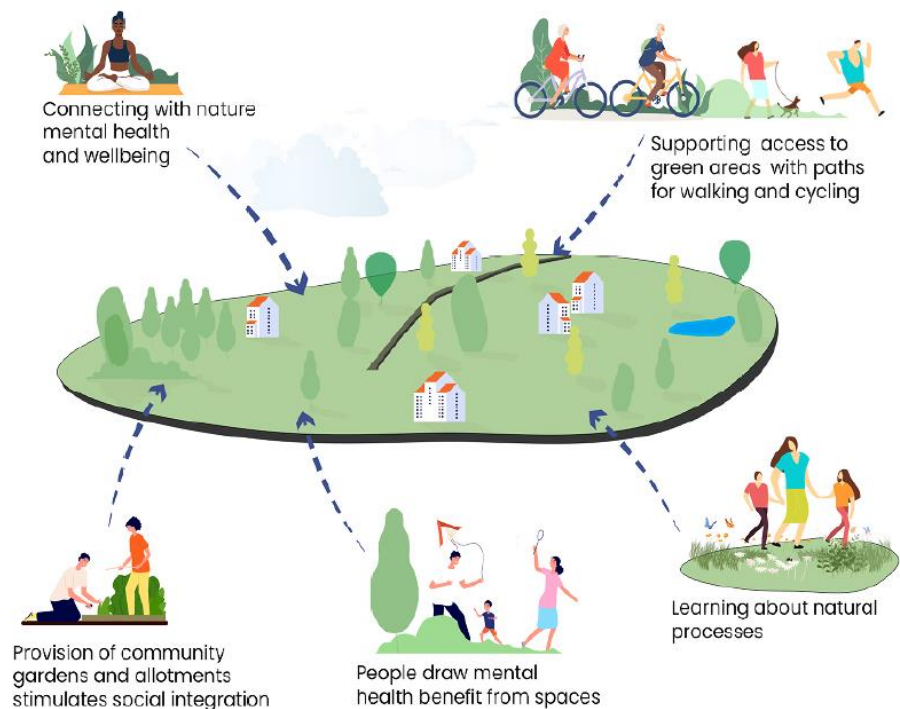 Connecting with nature
mental health
and wellbeing
Supporting access to
green areas with paths
for walking and cycling
Provision of community
gardens and allotments
stimulates social integration
People draw mental
health benefit from spaces
Learning about natural
processes